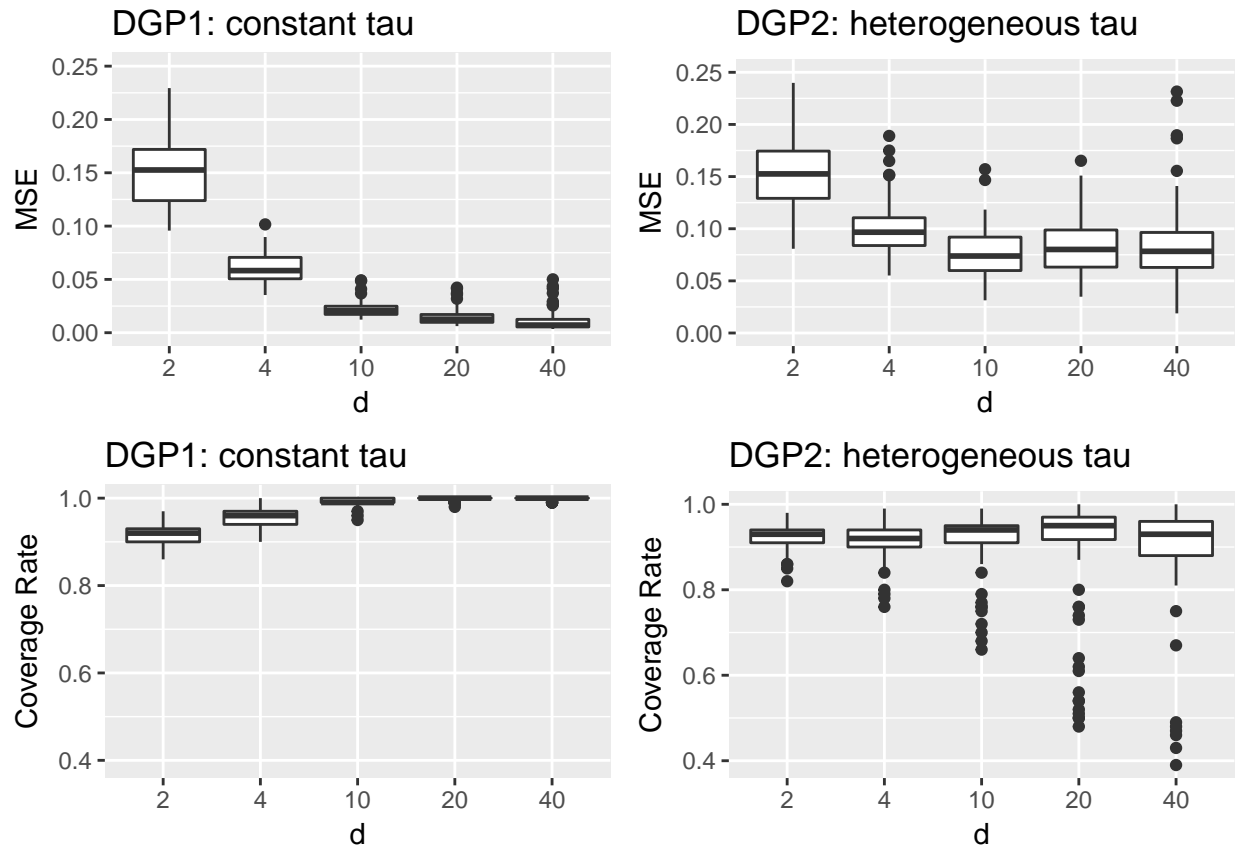 DGP1: constant tau
MSE
0.25
0.20
0.15
0.10
0.05
0.00
2 4 10 20 40
d
DGP2: heterogeneous tau
MSE
0.25
0.20
0.15
0.10
0.05
0.00
2 4 10 20 40
d
DGP1: constant tau
Coverage Rate
1.0
0.8
0.6
0.4
2 4 10 20 40
d
DGP2: heterogeneous tau
Coverage Rate
1.0
0.8
0.6
0.4
2 4 10 20 40
d